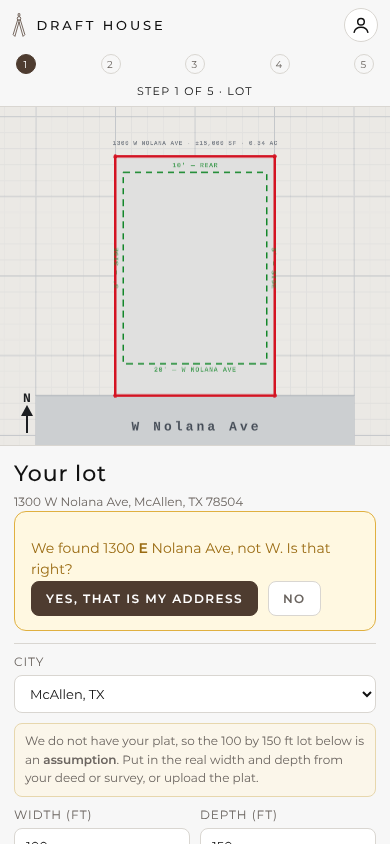 DRAFT HOUSE
1 2 3 4 5
STEP 1 OF 5 · LOT
1300 W NOLANA AVE · ±15,000 SF · 0.34 AC
10' — REAR
20' — W NOLANA AVE
N
W Nolana Ave
Your lot
1300 W Nolana Ave, McAllen, TX 78504
We found 1300 E Nolana Ave, not W. Is that
right?
YES, THAT IS MY ADDRESS NO
CITY
McAllen, TX
We do not have your plat, so the 100 by 150 ft lot below is
an assumption. Put in the real width and depth from
your deed or survey, or upload the plat.
WIDTH (FT) DEPTH (FT)
100 150